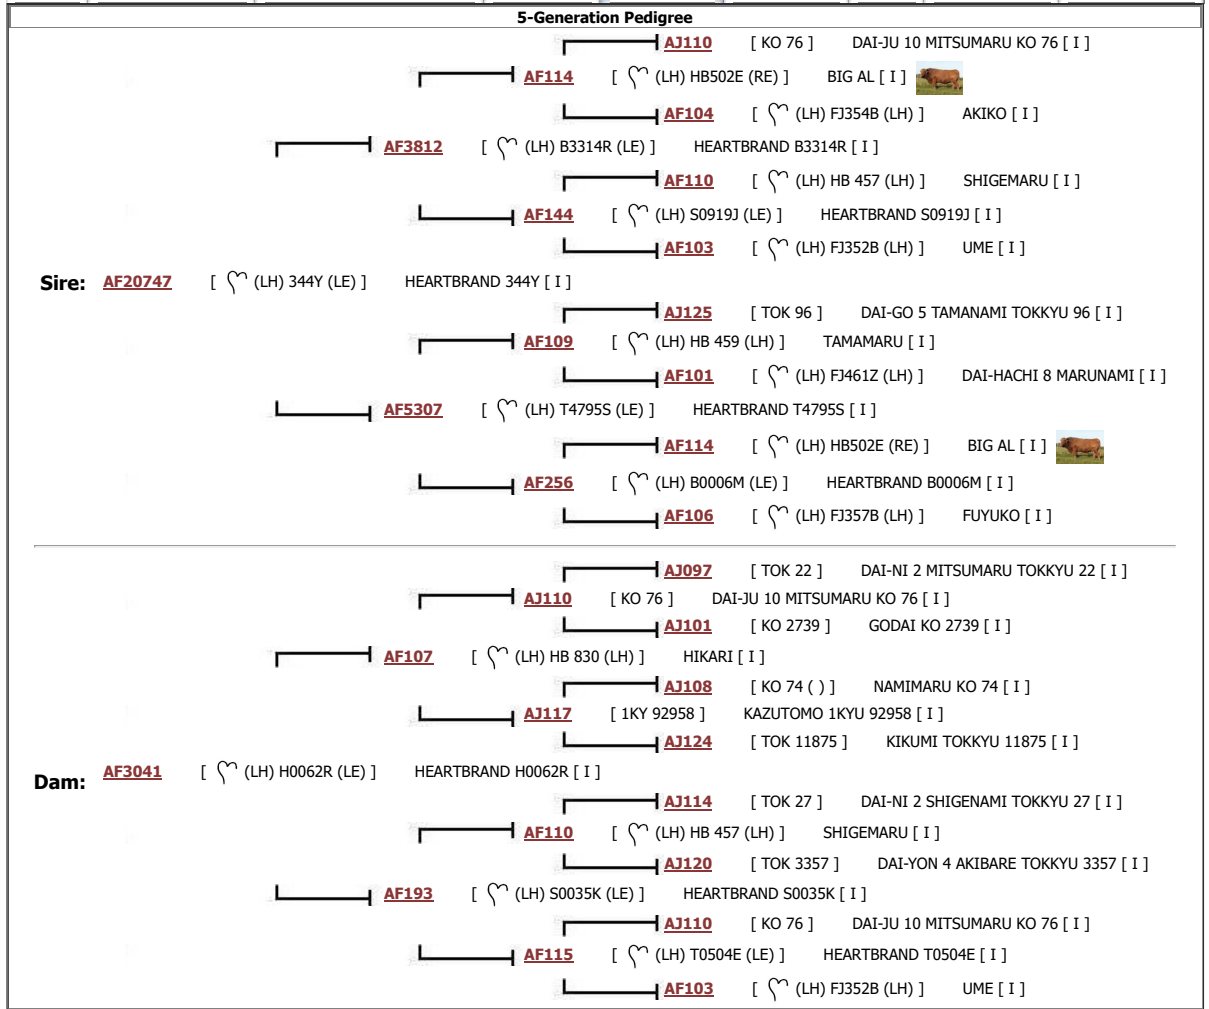 5-Generation Pedigree
AJ110 [ KO 76 ] DAI-JU 10 MITSUMARU KO 76 [ I ]
AF114 [ (LH) HB502E (RE) ] BIG AL [ I ]
AF104 [ (LH) FJ354B (LH) ] AKIKO [ I ]
AF3812 [ (LH) B3314R (LE) ] HEARTBRAND B3314R [ I ]
AF110 [ (LH) HB 457 (LH) ] SHIGEMARU [ I ]
AF144 [ (LH) S0919J (LE) ] HEARTBRAND S0919J [ I ]
AF103 [ (LH) FJ352B (LH) ] UME [ I ]
Sire: AF20747 [ (LH) 344Y (LE) ] HEARTBRAND 344Y [ I ]
AJ125 [ TOK 96 ] DAI-GO 5 TAMANAMI TOKKYU 96 [ I ]
AF109 [ (LH) HB 459 (LH) ] TAMAMARU [ I ]
AF101 [ (LH) FJ461Z (LH) ] DAI-HACHI 8 MARUNAMI [ I ]
AF5307 [ (LH) T4795S (LE) ] HEARTBRAND T4795S [ I ]
AF114 [ (LH) HB502E (RE) ] BIG AL [ I ]
AF256 [ (LH) B0006M (LE) ] HEARTBRAND B0006M [ I ]
AF106 [ (LH) FJ357B (LH) ] FUYUKO [ I ]
AJ097 [ TOK 22 ] DAI-NI 2 MITSUMARU TOKKYU 22 [ I ]
AJ110 [ KO 76 ] DAI-JU 10 MITSUMARU KO 76 [ I ]
AJ101 [ KO 2739 ] GODAI KO 2739 [ I ]
AF107 [ (LH) HB 830 (LH) ] HIKARI [ I ]
AJ108 [ KO 74 ( ) ] NAMIMARU KO 74 [ I ]
AJ117 [ 1KY 92958 ] KAZUTOMO 1KYU 92958 [ I ]
AJ124 [ TOK 11875 ] KIKUMI TOKKYU 11875 [ I ]
Dam: AF3041 [ (LH) H0062R (LE) ] HEARTBRAND H0062R [ I ]
AJ114 [ TOK 27 ] DAI-NI 2 SHIGENAMI TOKKYU 27 [ I ]
AF110 [ (LH) HB 457 (LH) ] SHIGEMARU [ I ]
AJ120 [ TOK 3357 ] DAI-YON 4 AKIBARE TOKKYU 3357 [ I ]
AF193 [ (LH) S0035K (LE) ] HEARTBRAND S0035K [ I ]
AJ110 [ KO 76 ] DAI-JU 10 MITSUMARU KO 76 [ I ]
AF115 [ (LH) T0504E (LE) ] HEARTBRAND T0504E [ I ]
AF103 [ (LH) FJ352B (LH) ] UME [ I ]